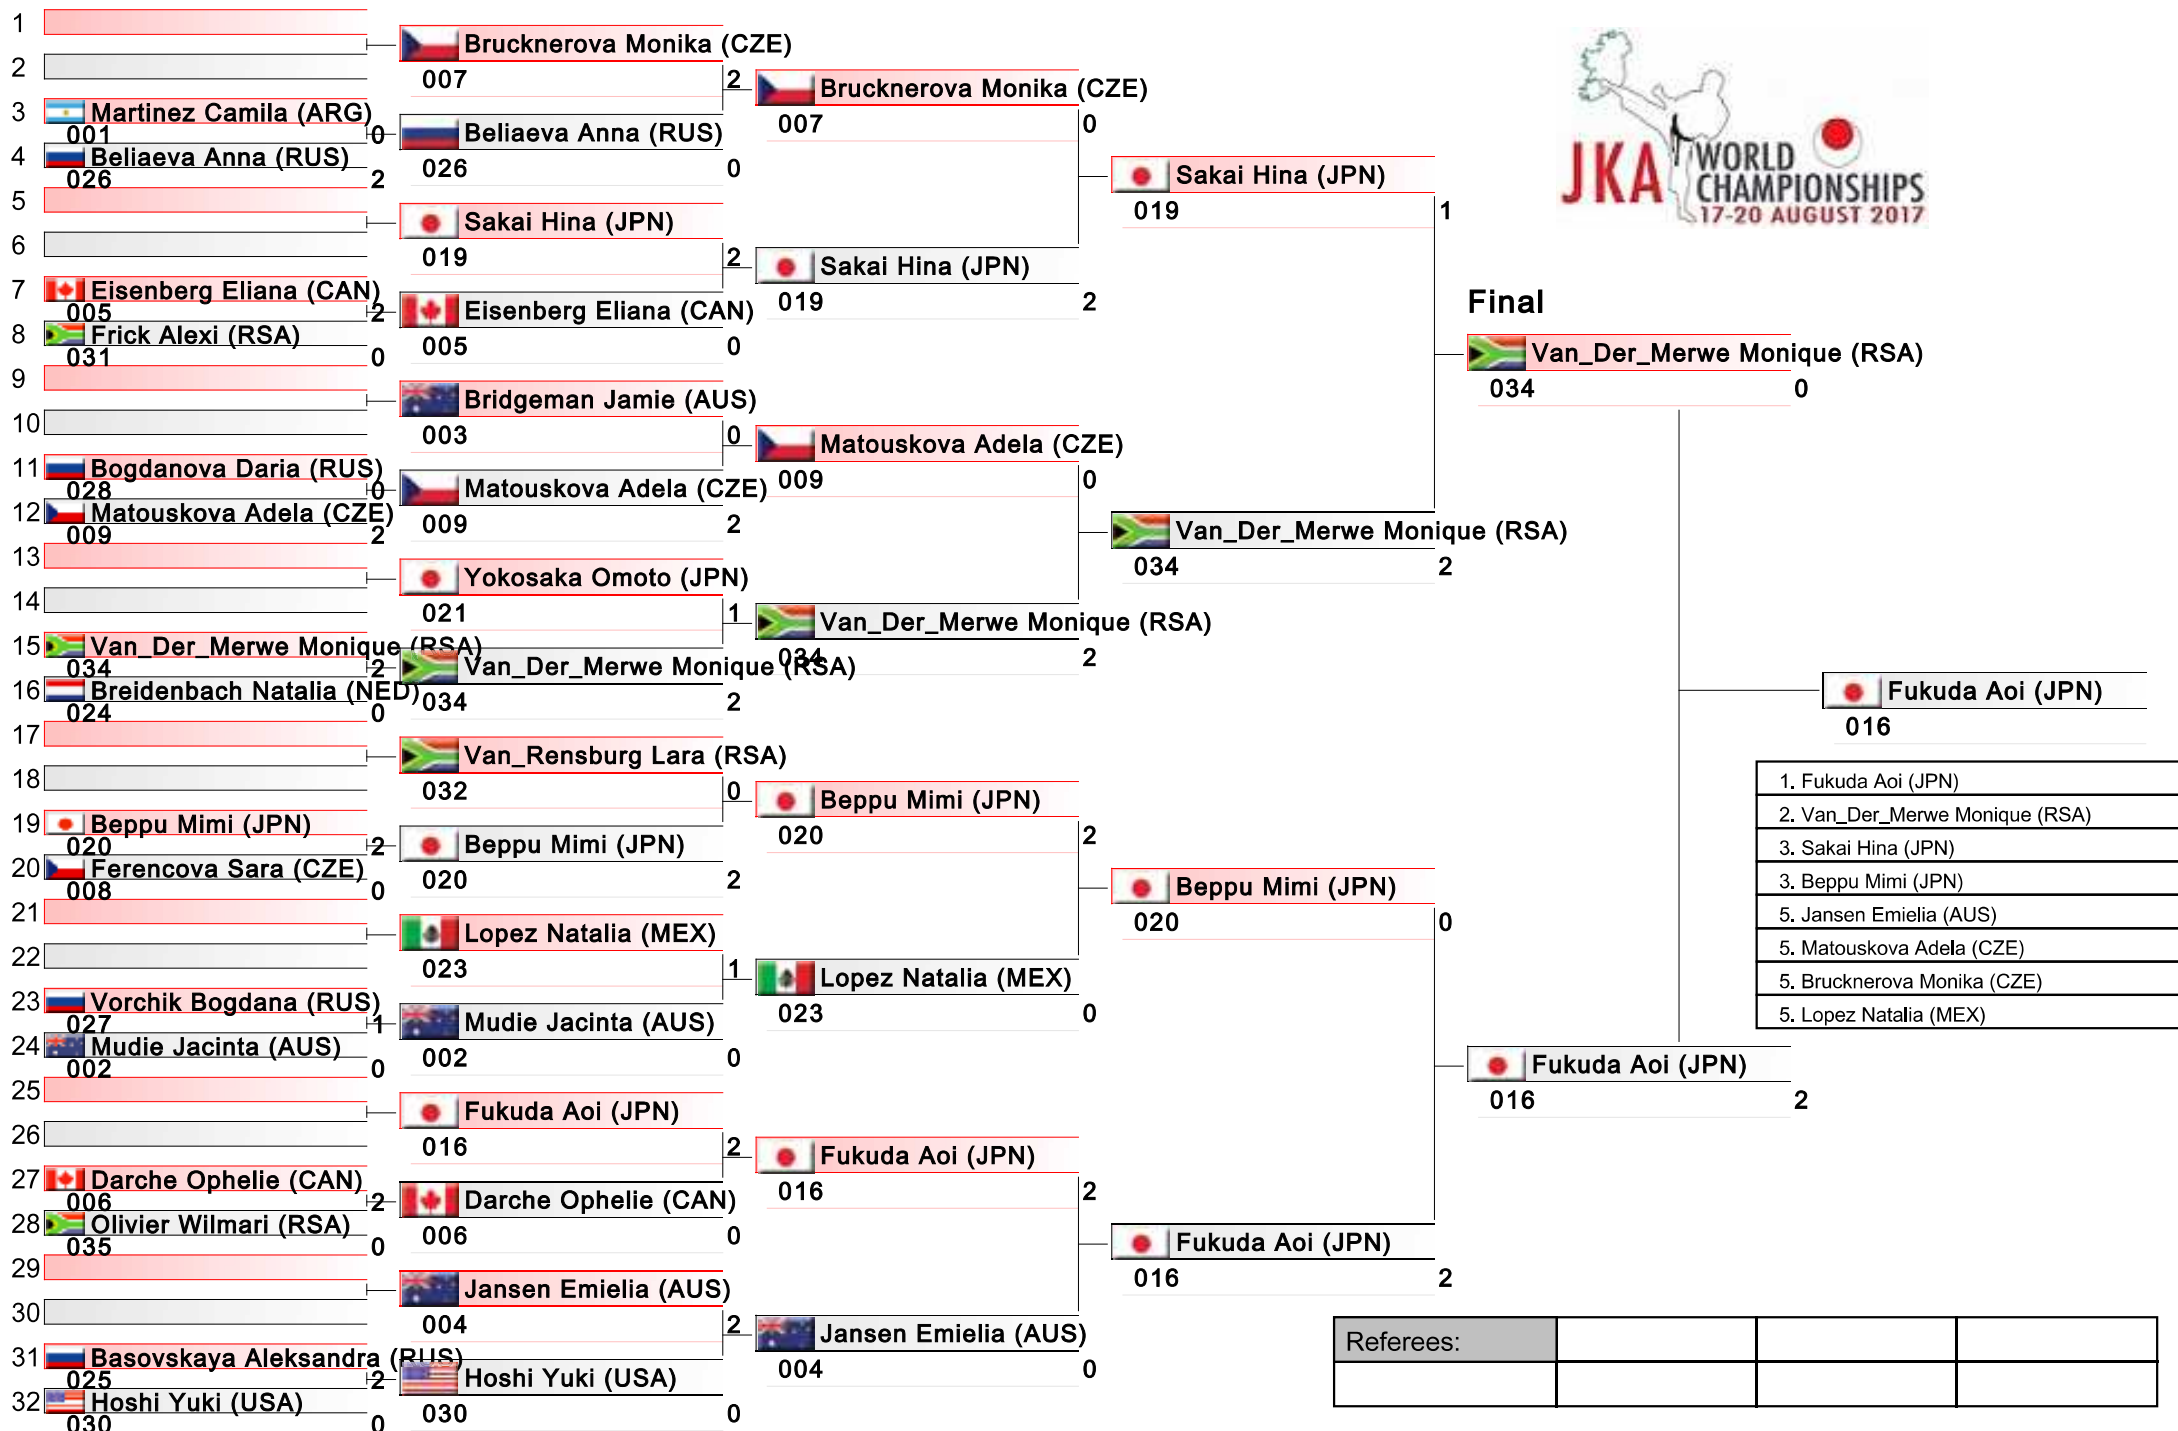 1
2
3 Martinez Camila (ARG)
001 0
4 Beliaeva Anna (RUS)
026 2
5
6
7 Eisenberg Eliana (CAN)
005 2
8 Frick Alexi (RSA)
031 0
9
10
11 Bogdanova Daria (RUS)
028 0
12 Matouskova Adela (CZE)
009 2
13
14
15 Van_Der_Merwe Monique (RSA)
034 2
16 Breidenbach Natalia (NED)
024 0
17
18
19 Beppu Mimi (JPN)
020 2
20 Ferencova Sara (CZE)
008 0
21
22
23 Vorchik Bogdana (RUS)
027 1
24 Mudie Jacinta (AUS)
002 0
25
26
27 Darche Ophelie (CAN)
006 2
28 Olivier Wilmari (RSA)
035 0
29
30
31 Basovskaya Aleksandra (RUS)
025 2
32 Hoshi Yuki (USA)
030 0
Brucknerova Monika (CZE)
007 2
Beliaeva Anna (RUS)
026 0
Sakai Hina (JPN)
019 2
Eisenberg Eliana (CAN)
005 0
Bridgeman Jamie (AUS)
003 0
Matouskova Adela (CZE)
009 2
Yokosaka Omoto (JPN)
021 1
Van_Der_Merwe Monique (RSA)
034 2
Van_Rensburg Lara (RSA)
032 0
Beppu Mimi (JPN)
020 2
Lopez Natalia (MEX)
023 1
Mudie Jacinta (AUS)
002 0
Fukuda Aoi (JPN)
016 2
Darche Ophelie (CAN)
006 0
Jansen Emielia (AUS)
004 2
Hoshi Yuki (USA)
030 0
Brucknerova Monika (CZE)
007 0
Sakai Hina (JPN)
019 2
Matouskova Adela (CZE)
009 0
Van_Der_Merwe Monique (RSA)
034 2
Beppu Mimi (JPN)
020 2
Lopez Natalia (MEX)
023 0
Fukuda Aoi (JPN)
016 2
Jansen Emielia (AUS)
004 0
Sakai Hina (JPN)
019 1
Van_Der_Merwe Monique (RSA)
034 2
Beppu Mimi (JPN)
020 0
Fukuda Aoi (JPN)
016 2
JKA WORLD
CHAMPIONSHIPS
17-20 AUGUST 2017
Final
Van_Der_Merwe Monique (RSA)
034 0
Fukuda Aoi (JPN)
016 2
Fukuda Aoi (JPN)
016
1. Fukuda Aoi (JPN)
2. Van_Der_Merwe Monique (RSA)
3. Sakai Hina (JPN)
3. Beppu Mimi (JPN)
5. Jansen Emielia (AUS)
5. Matouskova Adela (CZE)
5. Brucknerova Monika (CZE)
5. Lopez Natalia (MEX)
Referees: